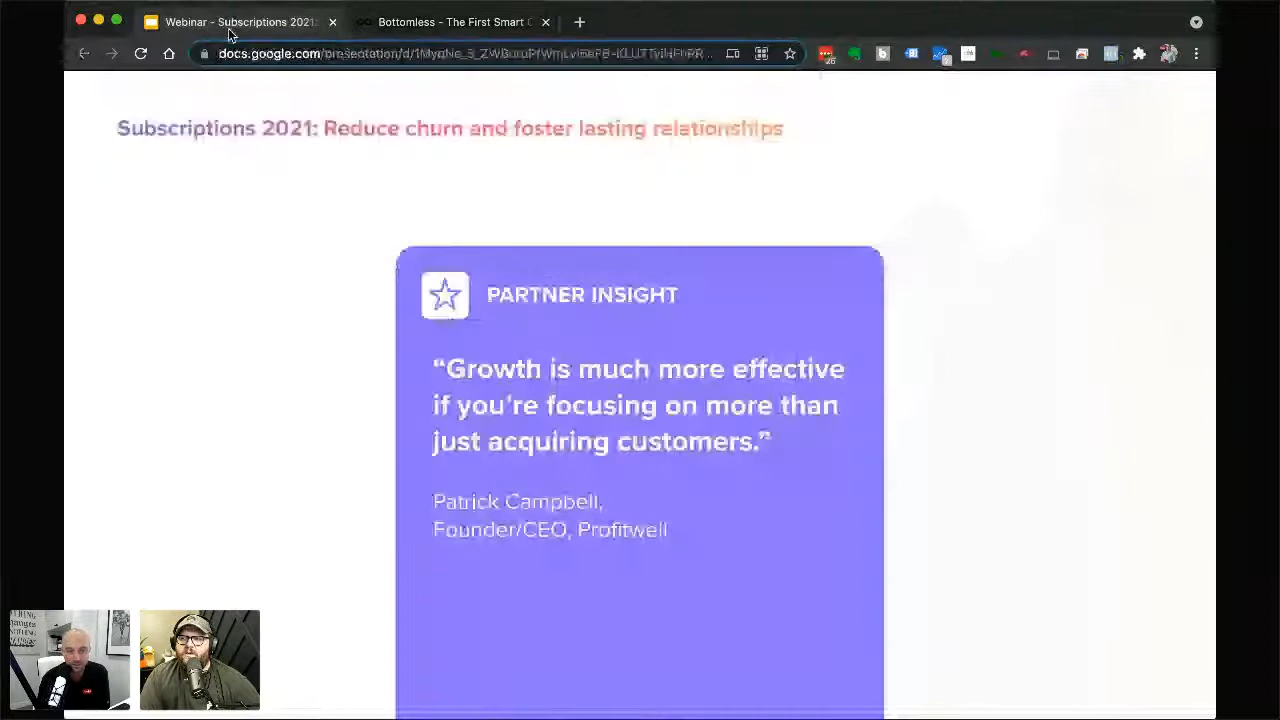 Webinar - Subscriptions 2021:
Bottomless - The First Smart C
docs.google.com
Subscriptions 2021: Reduce churn and foster lasting relationships
PARTNER INSIGHT
“Growth is much more effective
if you’re focusing on more than
just acquiring customers.”
Patrick Campbell,
Founder/CEO, Profitwell